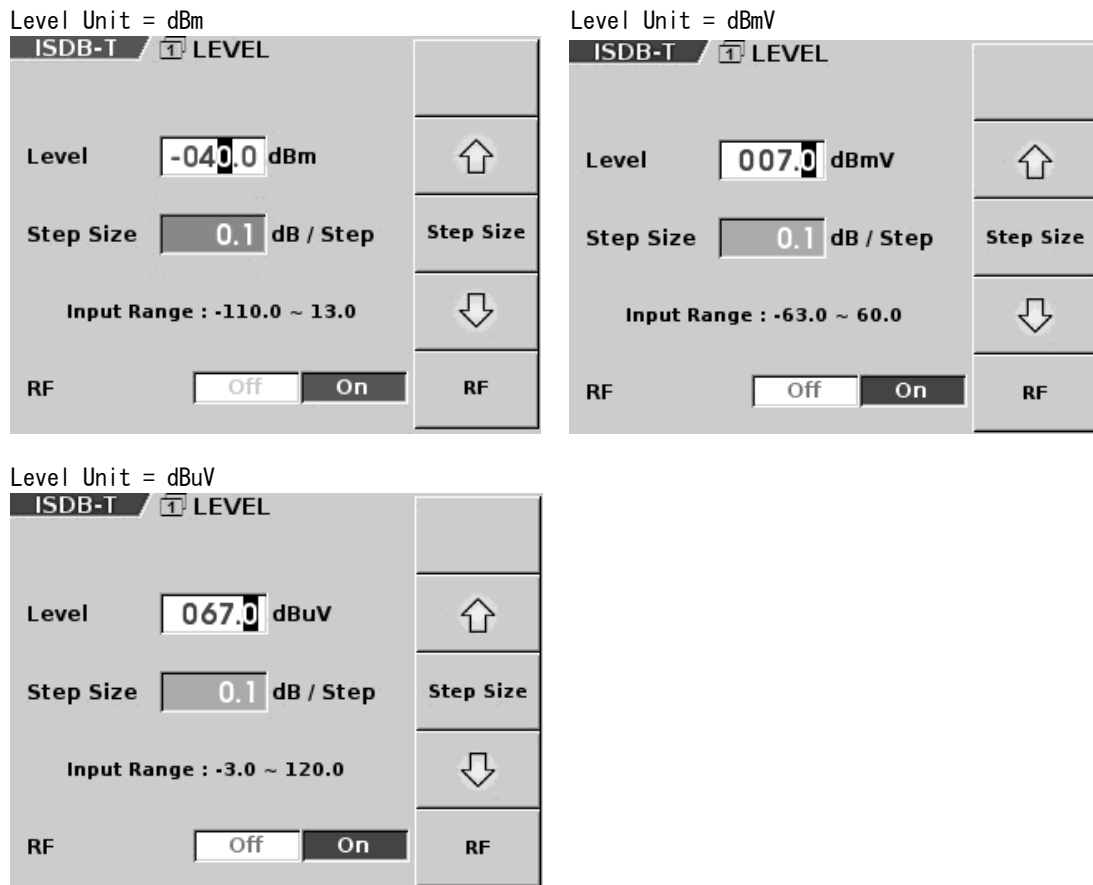 Level Unit = dBm
ISDB-T 1 LEVEL
Level -040.0 dBm
Step Size 0.1 dB / Step
Step Size
Input Range : -110.0 ~ 13.0
RF Off On
RF
Level Unit = dBmV
ISDB-T 1 LEVEL
Level 007.0 dBmV
Step Size 0.1 dB / Step
Step Size
Input Range : -63.0 ~ 60.0
RF Off On
RF
Level Unit = dBuV
ISDB-T 1 LEVEL
Level 067.0 dBuV
Step Size 0.1 dB / Step
Step Size
Input Range : -3.0 ~ 120.0
RF Off On
RF